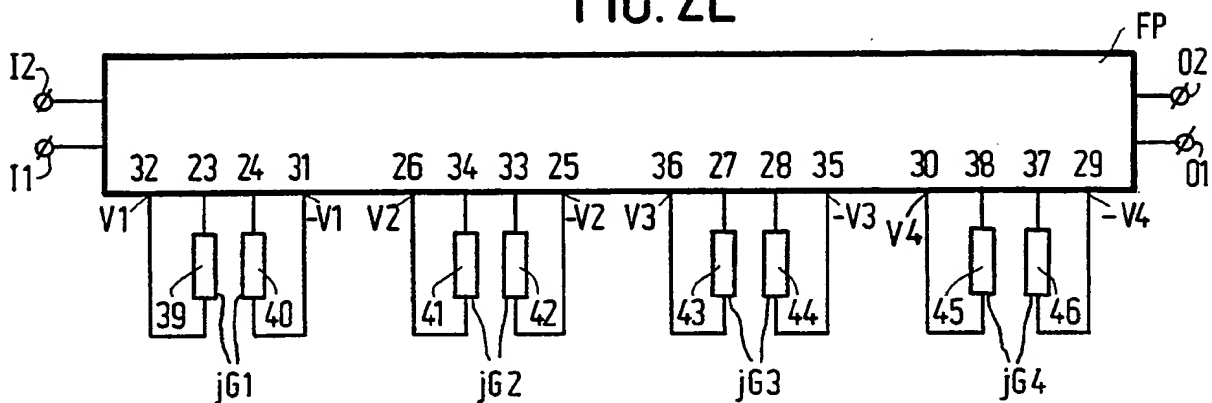 FIG. 2E
FP
I2
O2
I1
O1
32 23 24 31 26 34 33 25 36 27 28 35 30 38 37 29
V1 -V1 V2 -V2 V3 -V3 V4 -V4
39 40 41 42 43 44 45 46
jG1 jG2 jG3 jG4